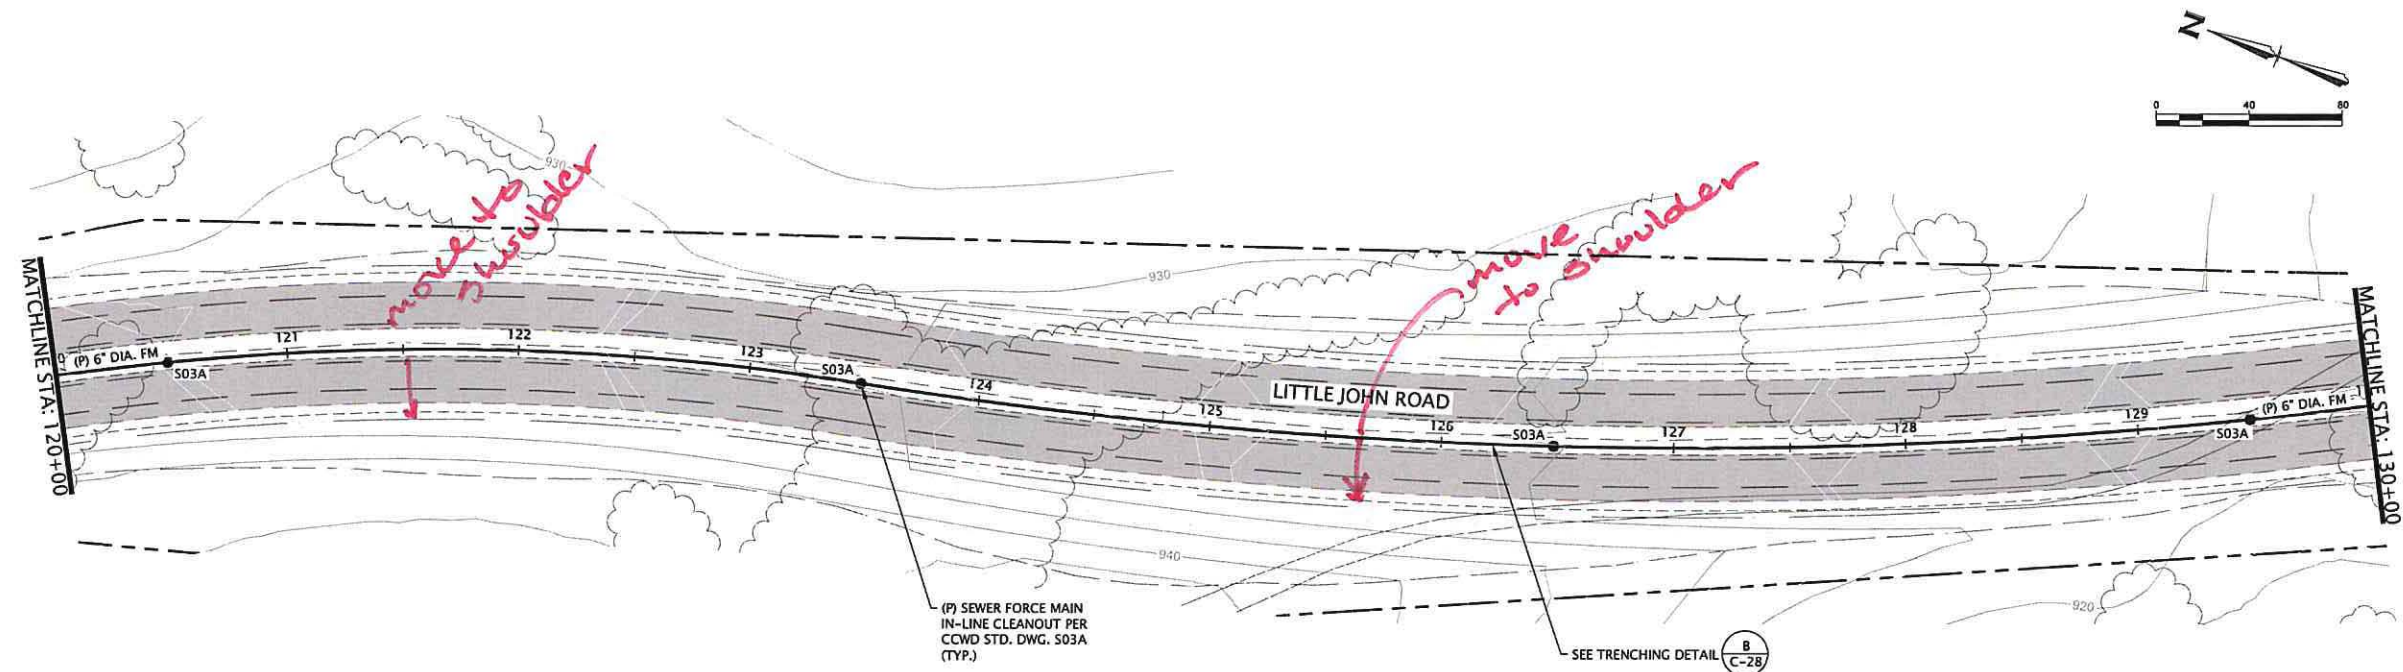 N
0 40 80
930
move to
shoulder
move
to shoulder
930
MATCHLINE STA: 120+00
MATCHLINE STA: 130+00
(P) 6" DIA. FM
S03A
121
122
123
S03A
124
125
LITTLE JOHN ROAD
126
S03A
127
128
129
S03A
(P) 6" DIA. FM
940
920
(P) SEWER FORCE MAIN
IN-LINE CLEANOUT PER
CCWD STD. DWG. S03A
(TYP.)
SEE TRENCHING DETAIL
B
C-28